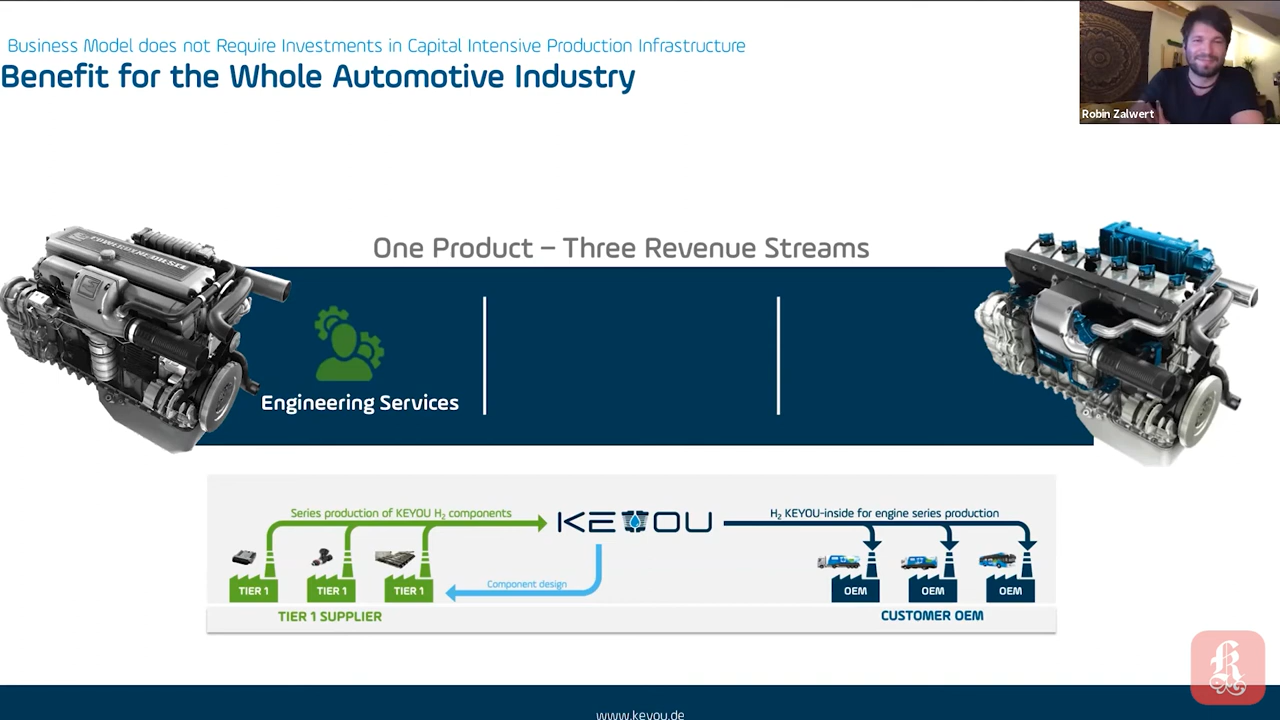 Business Model does not Require Investments in Capital Intensive Production Infrastructure
Benefit for the Whole Automotive Industry
Robin Zalwert
One Product – Three Revenue Streams
Engineering Services
Series production of KEYOU H₂ components
KEYOU
H₂ KEYOU-inside for engine series production
Component design
TIER 1
TIER 1
TIER 1
OEM
OEM
OEM
TIER 1 SUPPLIER
CUSTOMER OEM
www.keyou.de